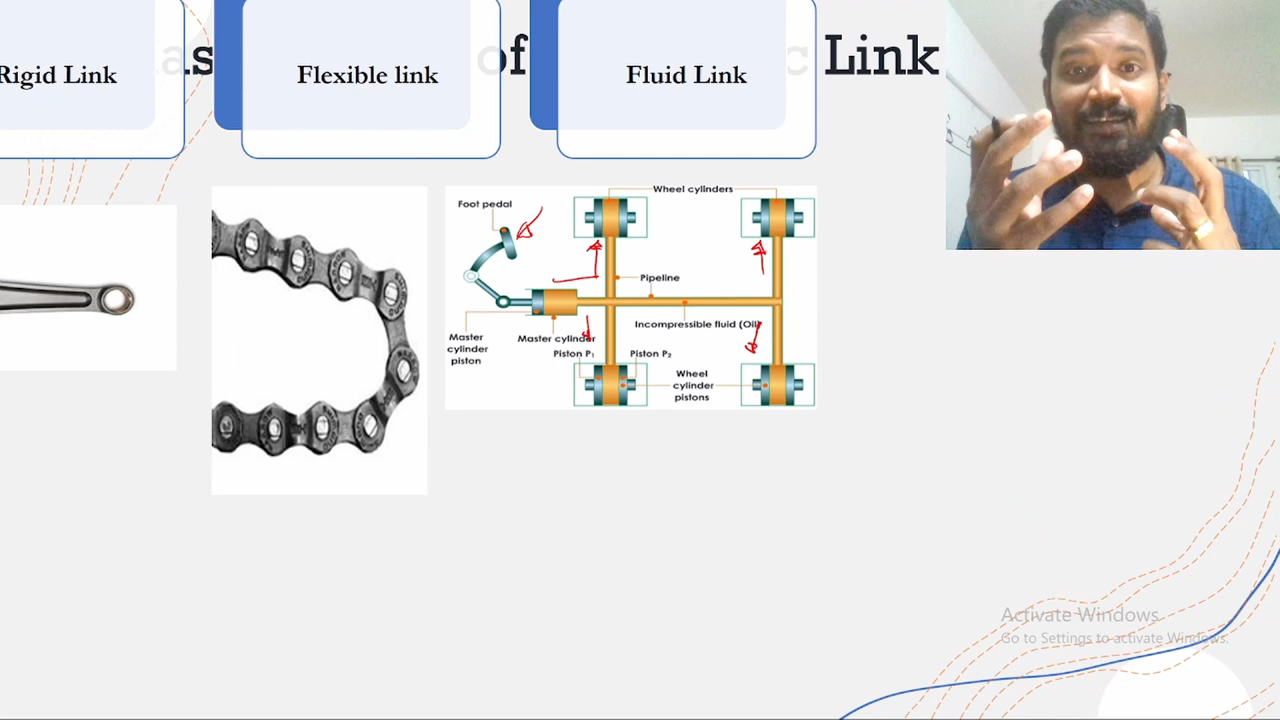 of Link
Rigid Link
Flexible link
Fluid Link
Wheel cylinders
Foot pedal
Pipeline
Incompressible fluid (Oil)
Master
cylinder
piston
Master cylinder
Piston P₁
Piston P₂
Wheel
cylinder
pistons
Activate Windows
Go to Settings to activate Windows.